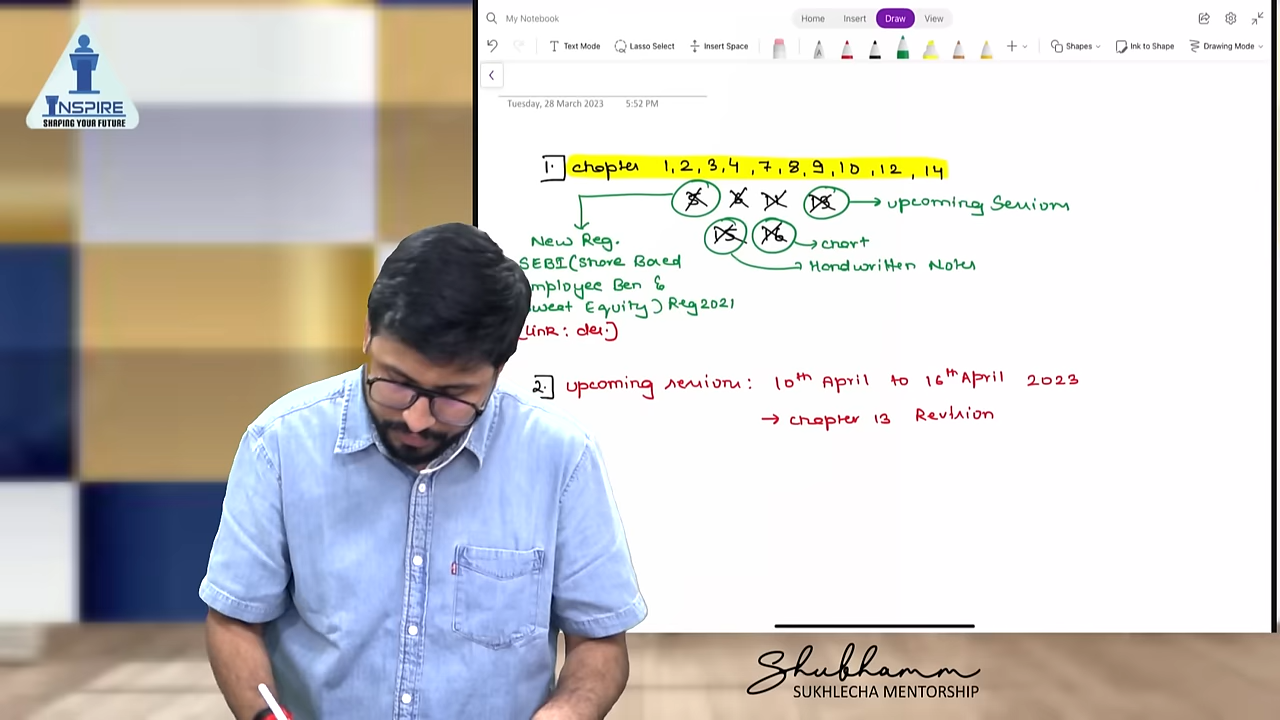 INSPIRE
SHAPING YOUR FUTURE
My Notebook
Home Insert Draw View
Text Mode Lasso Select Insert Space Shapes Ink to Shape Drawing Mode
Tuesday, 28 March 2023 5:52 PM
1. chapter 1, 2, 3, 4, 7, 8, 9, 10, 12, 14
→ upcoming Sessions
→ chart
→ Handwritten Notes
New Reg.
SEBI (Share Based
mployee Ben &
weat Equity) Reg 2021
[Link: des.]
2. upcoming sessions: 10th April to 16th April 2023
→ chapter 13 Revision
Shubhamm
SUKHLECHA MENTORSHIP